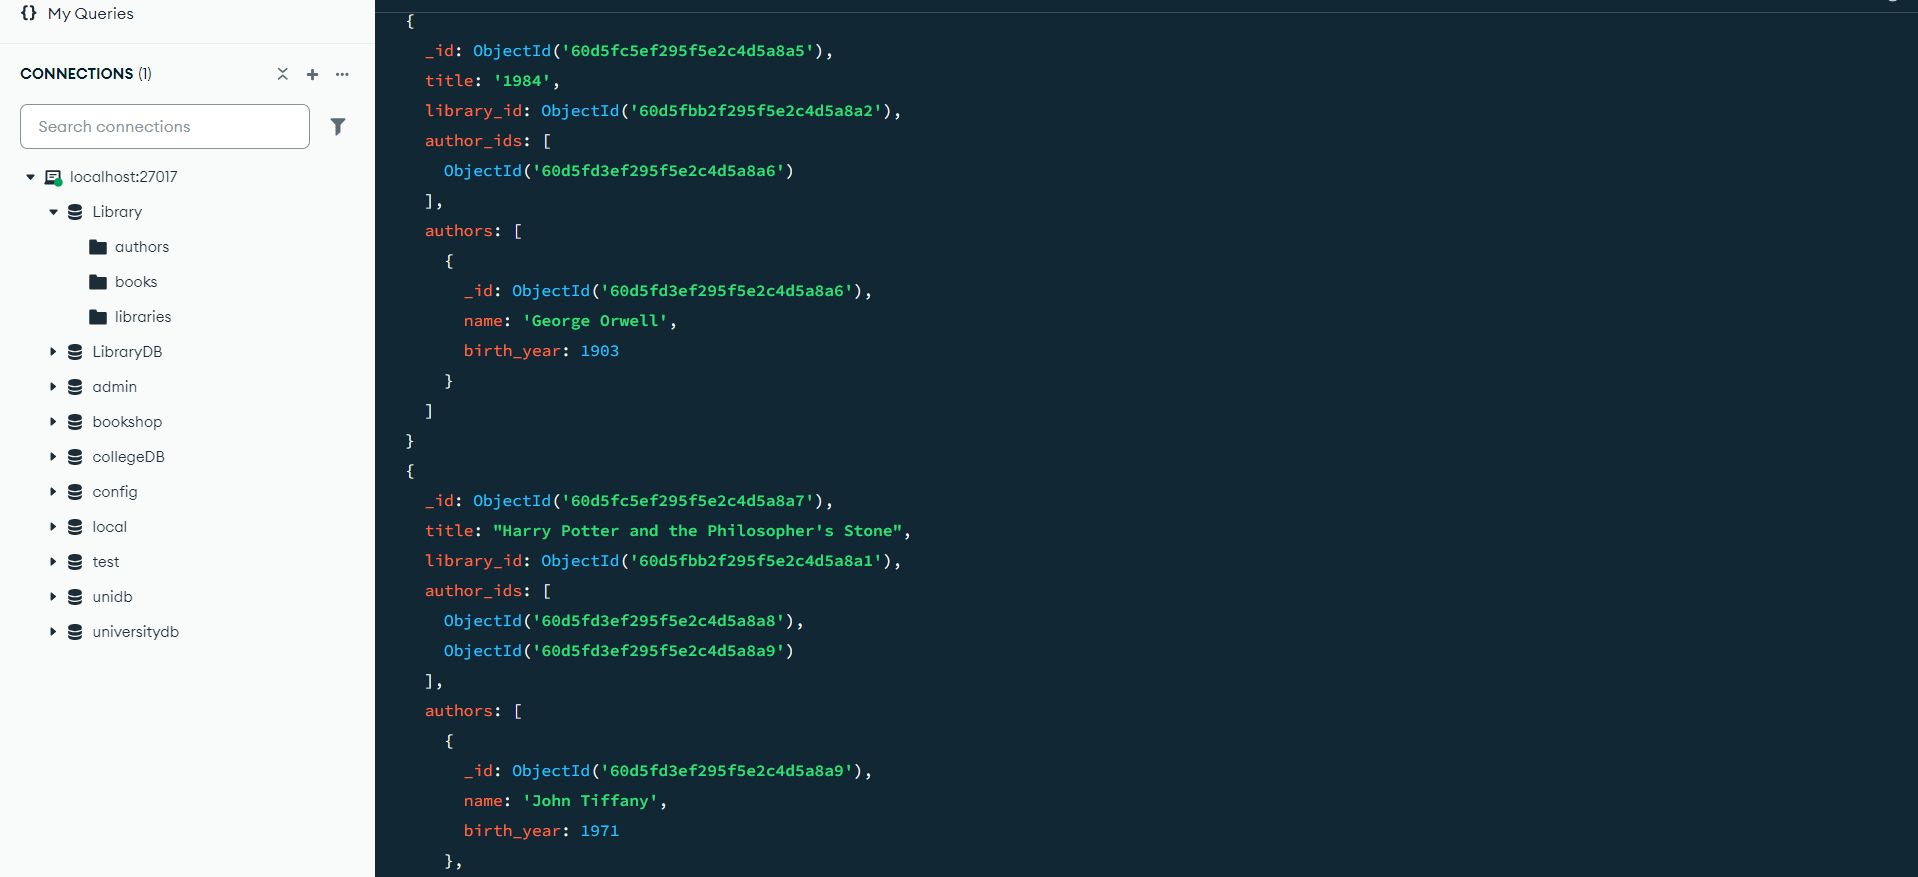 {} My Queries
CONNECTIONS (1)
Search connections
localhost:27017
Library
authors
books
libraries
LibraryDB
admin
bookshop
collegeDB
config
local
test
unidb
universitydb
{
_id: ObjectId('60d5fc5ef295f5e2c4d5a8a5'),
title: '1984',
library_id: ObjectId('60d5fbb2f295f5e2c4d5a8a2'),
author_ids: [
ObjectId('60d5fd3ef295f5e2c4d5a8a6')
],
authors: [
{
_id: ObjectId('60d5fd3ef295f5e2c4d5a8a6'),
name: 'George Orwell',
birth_year: 1903
}
]
}
{
_id: ObjectId('60d5fc5ef295f5e2c4d5a8a7'),
title: "Harry Potter and the Philosopher's Stone",
library_id: ObjectId('60d5fbb2f295f5e2c4d5a8a1'),
author_ids: [
ObjectId('60d5fd3ef295f5e2c4d5a8a8'),
ObjectId('60d5fd3ef295f5e2c4d5a8a9')
],
authors: [
{
_id: ObjectId('60d5fd3ef295f5e2c4d5a8a9'),
name: 'John Tiffany',
birth_year: 1971
},